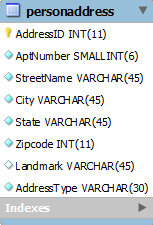 personaddress
AddressID INT(11)
AptNumber SMALLINT(6)
StreetName VARCHAR(45)
City VARCHAR(45)
State VARCHAR(45)
Zipcode INT(11)
Landmark VARCHAR(45)
AddressType VARCHAR(30)
Indexes